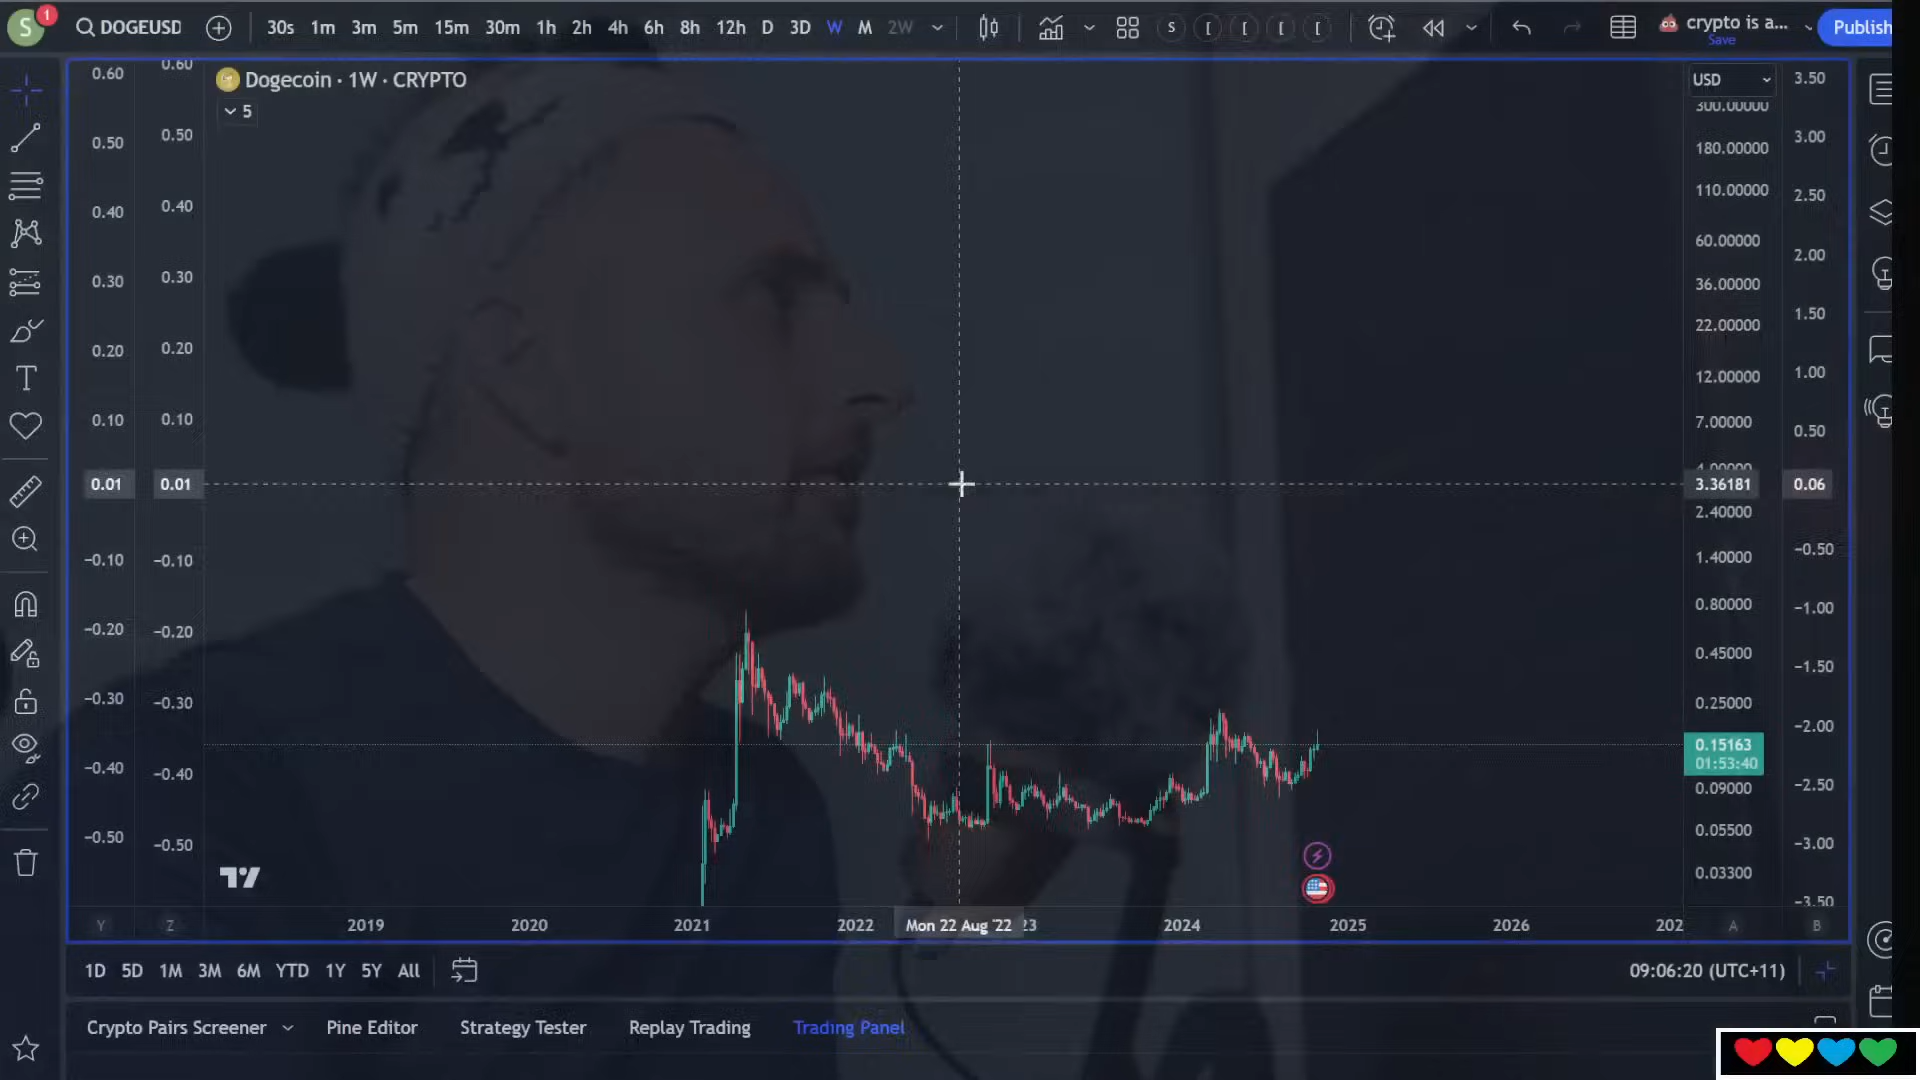 S 1 DOGEUSD 30s 1m 3m 5m 15m 30m 1h 2h 4h 6h 8h 12h D 3D W M 2W S [ [ [ [ crypto is a... Save Publish
Dogecoin · 1W · CRYPTO
5
USD
0.60 0.60 300.00000 3.50
0.50 0.50 180.00000 3.00
0.40 0.40 110.00000 2.50
0.30 0.30 60.00000 2.00
0.20 0.20 36.00000 1.50
0.10 0.10 22.00000 1.00
12.00000 0.50
7.00000
4.00000
0.01 0.01 3.36181 0.06
2.40000
−0.10 −0.10 1.40000 −0.50
−0.20 −0.20 0.80000 −1.00
−0.30 −0.30 0.45000 −1.50
−0.40 −0.40 0.25000 −2.00
0.15163
01:53:40
−0.50 −0.50 0.09000 −2.50
0.05500 −3.00
0.03300 −3.50
Y Z 2019 2020 2021 2022 Mon 22 Aug '22 23 2024 2025 2026 202 A B
1D 5D 1M 3M 6M YTD 1Y 5Y All 09:06:20 (UTC+11)
Crypto Pairs Screener Pine Editor Strategy Tester Replay Trading Trading Panel